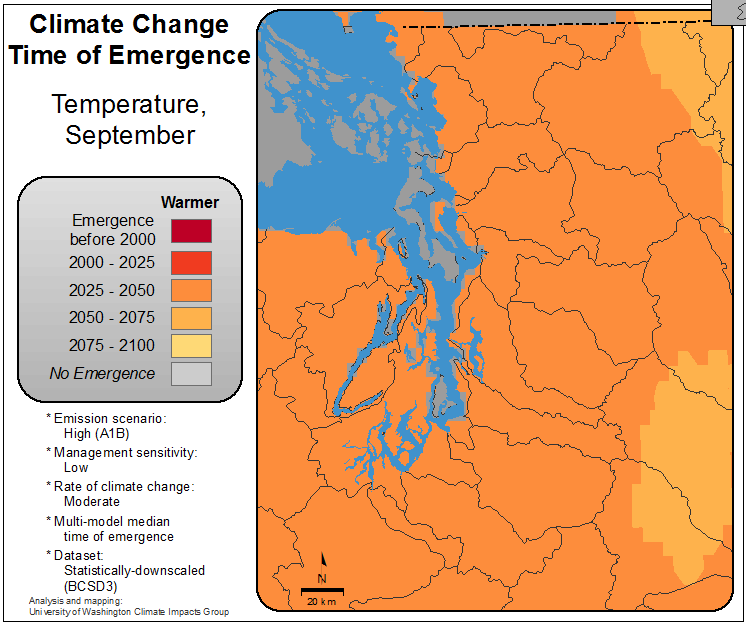 Climate Change
Time of Emergence
Temperature,
September
Warmer
Emergence
before 2000
2000 - 2025
2025 - 2050
2050 - 2075
2075 - 2100
No Emergence
* Emission scenario:
High (A1B)
* Management sensitivity:
Low
* Rate of climate change:
Moderate
* Multi-model median
time of emergence
* Dataset:
Statistically-downscaled
(BCSD3)
Analysis and mapping:
University of Washington Climate Impacts Group
N
20 km